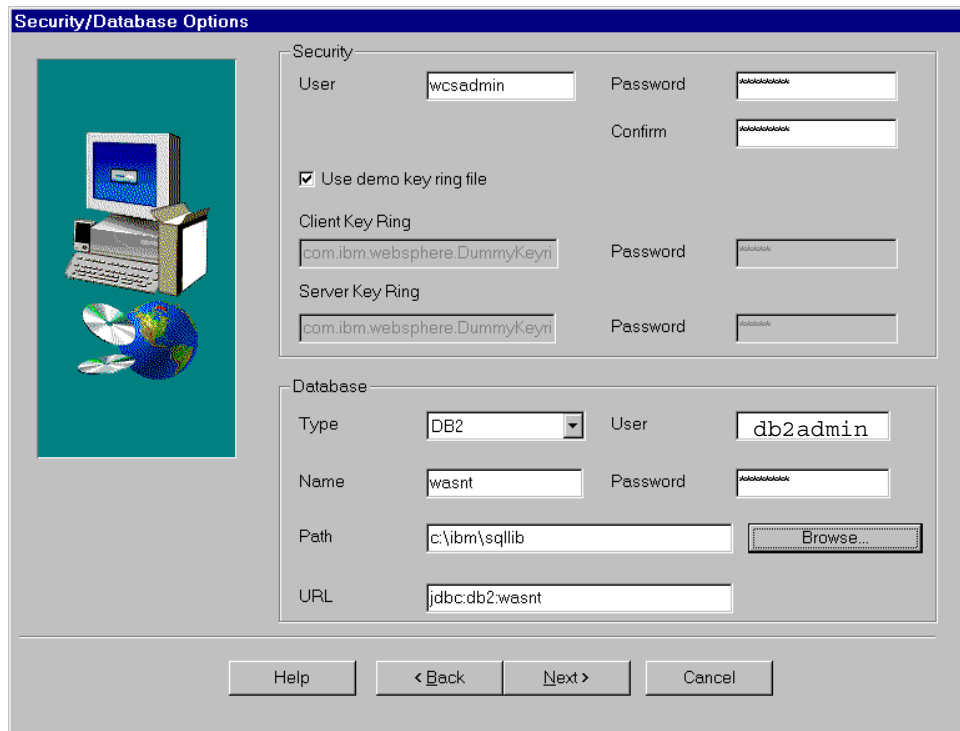 Security/Database Options
Security
User wcsadmin Password *********
Confirm *********
Use demo key ring file
Client Key Ring
com.ibm.websphere.DummyKeyri Password *****
Server Key Ring
com.ibm.websphere.DummyKeyri Password *****
Database
Type DB2 User db2admin
Name wasnt Password *********
Path c:\ibm\sqllib Browse...
URL jdbc:db2:wasnt
Help < Back Next > Cancel